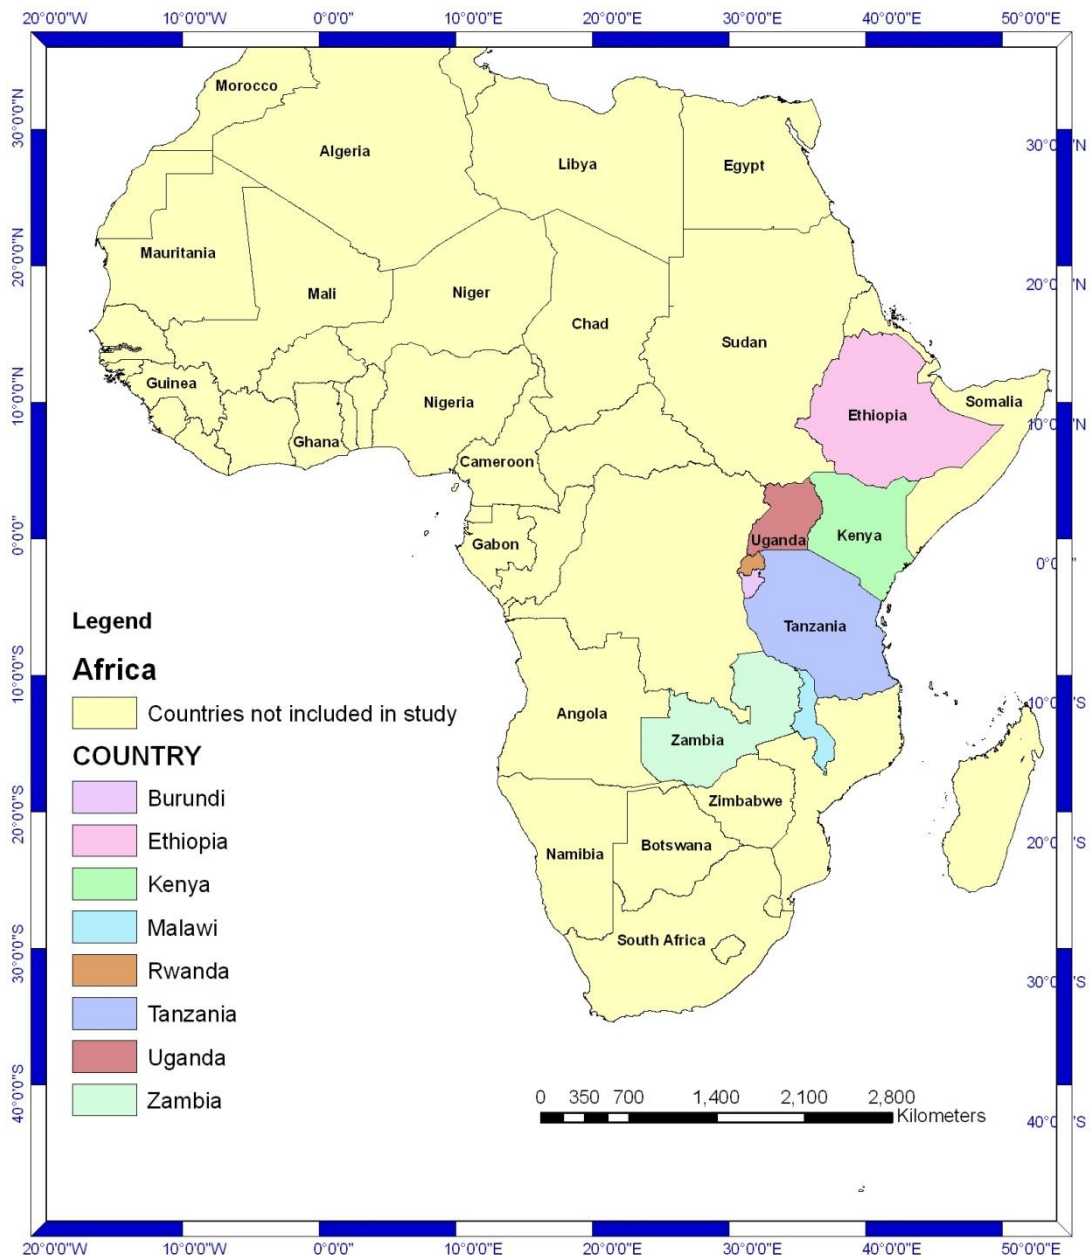 20°0'0"W 10°0'0"W 0°0'0" 10°0'0"E 20°0'0"E 30°0'0"E 40°0'0"E 50°0'0"E
Morocco
30°0'0"N
Algeria
Libya
Egypt
Mauritania
20°0'0"N
Mali
Niger
Chad
Sudan
Guinea
10°0'0"N
Nigeria
Ghana
Cameroon
Ethiopia
Somalia
0°0'0"
Gabon
Uganda
Kenya
Tanzania
Legend
Africa
Countries not included in study
COUNTRY
Burundi
Ethiopia
Kenya
Malawi
Rwanda
Tanzania
Uganda
Zambia
10°0'0"S
Angola
Zambia
Zimbabwe
20°0'0"S
Namibia
Botswana
South Africa
30°0'0"S
40°0'0"S
0 350 700 1,400 2,100 2,800
Kilometers
20°0'0"W 10°0'0"W 0°0'0" 10°0'0"E 20°0'0"E 30°0'0"E 40°0'0"E 50°0'0"E